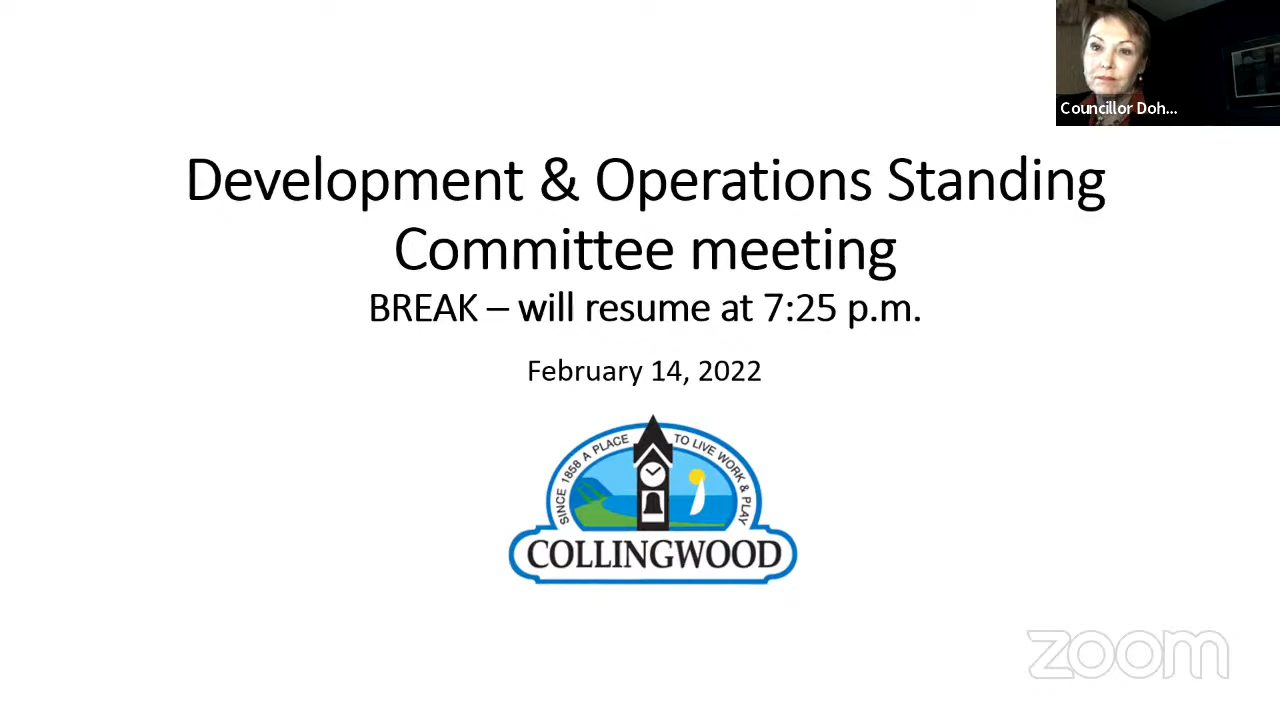 Councillor Doh...
Development & Operations Standing
Committee meeting
BREAK – will resume at 7:25 p.m.
February 14, 2022
SINCE 1858 A PLACE TO LIVE WORK & PLAY
COLLINGWOOD
zoom